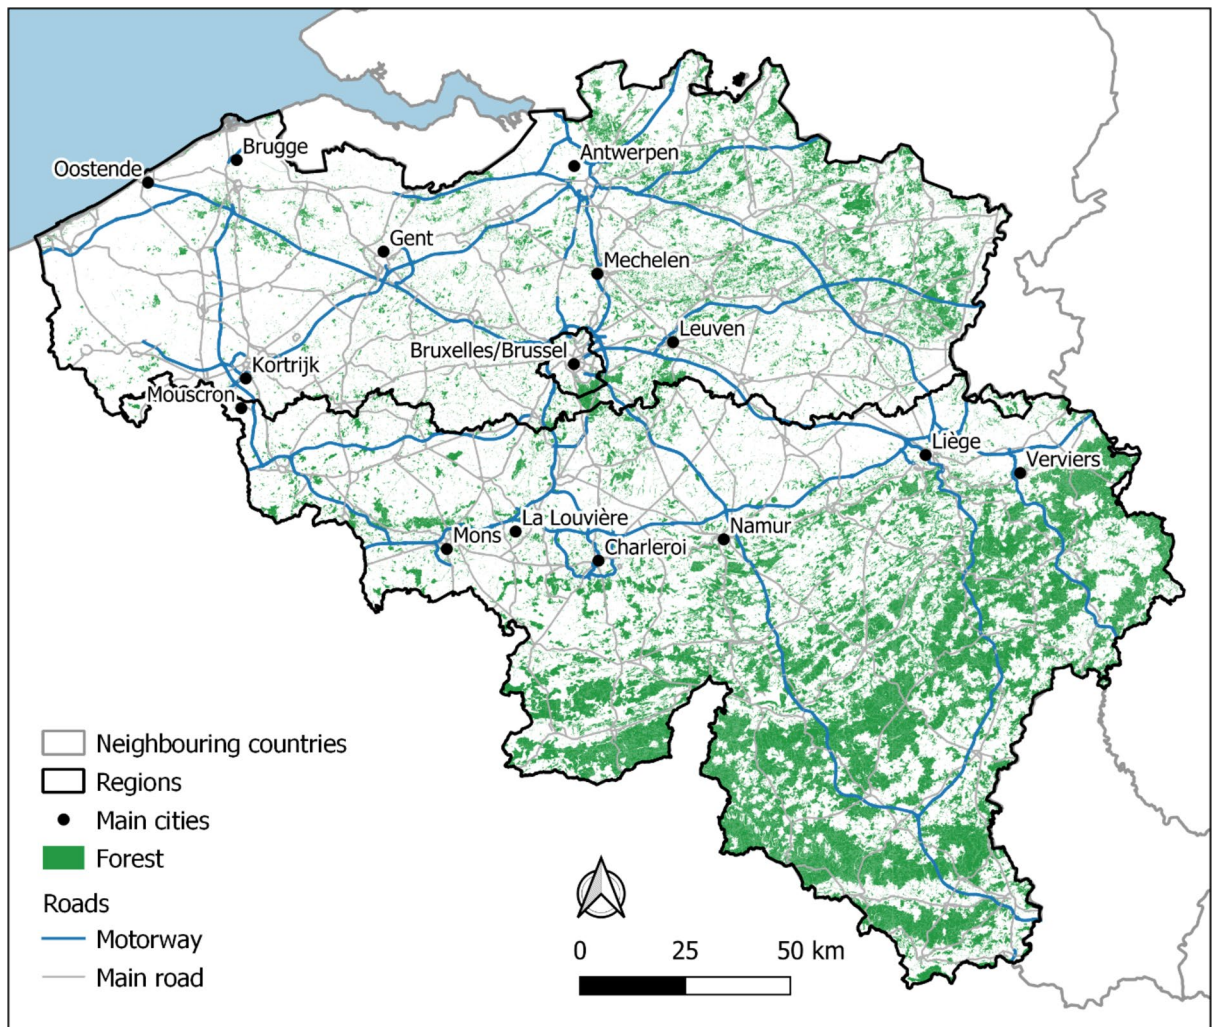 Brugge
Oostende
Antwerpen
Gent
Mechelen
Leuven
Bruxelles/Brussel
Kortrijk
Mouscron
Liège
Verviers
La Louvière
Mons
Namur
Charleroi
Neighbouring countries
Regions
Main cities
Forest
Roads
Motorway
Main road
0 25 50 km